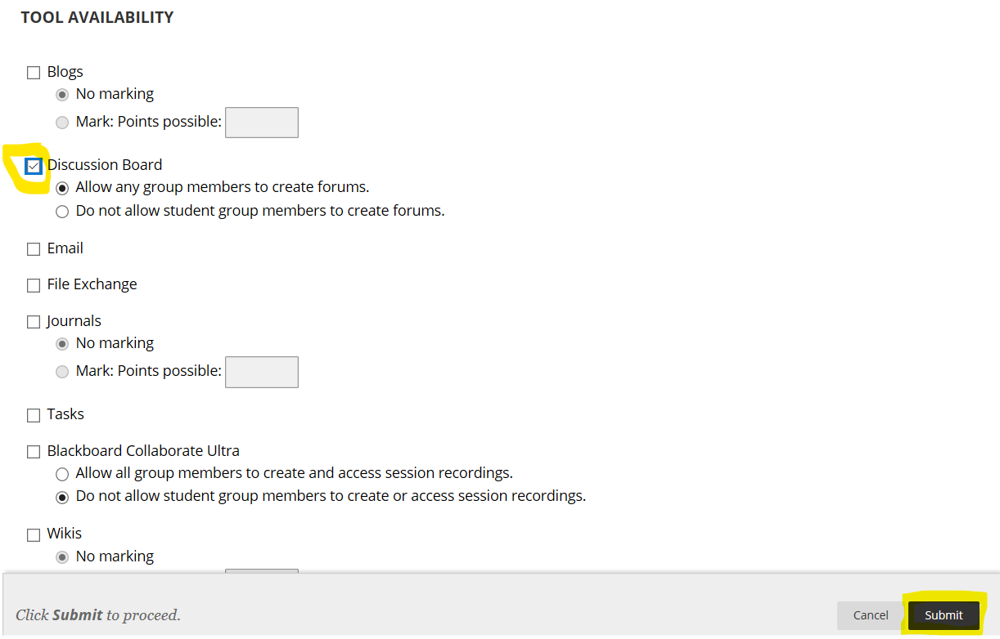 TOOL AVAILABILITY
Blogs
No marking
Mark: Points possible:
Discussion Board
Allow any group members to create forums.
Do not allow student group members to create forums.
Email
File Exchange
Journals
No marking
Mark: Points possible:
Tasks
Blackboard Collaborate Ultra
Allow all group members to create and access session recordings.
Do not allow student group members to create or access session recordings.
Wikis
No marking
Click Submit to proceed.
Cancel
Submit